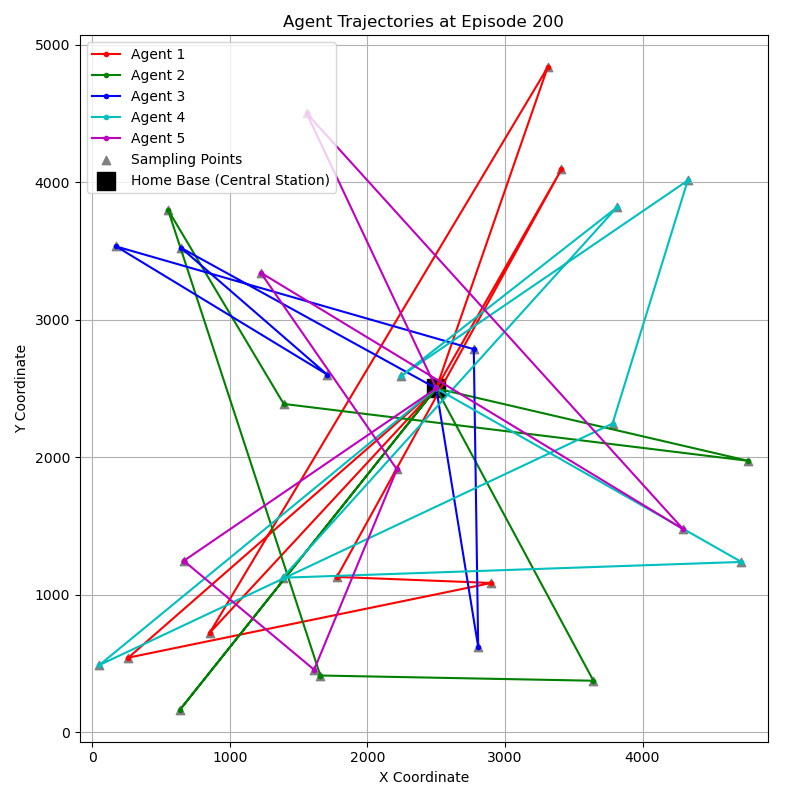 Agent Trajectories at Episode 200
Agent 1
Agent 2
Agent 3
Agent 4
Agent 5
Sampling Points
Home Base (Central Station)
5000
4000
3000
2000
1000
0
Y Coordinate
0 1000 2000 3000 4000
X Coordinate